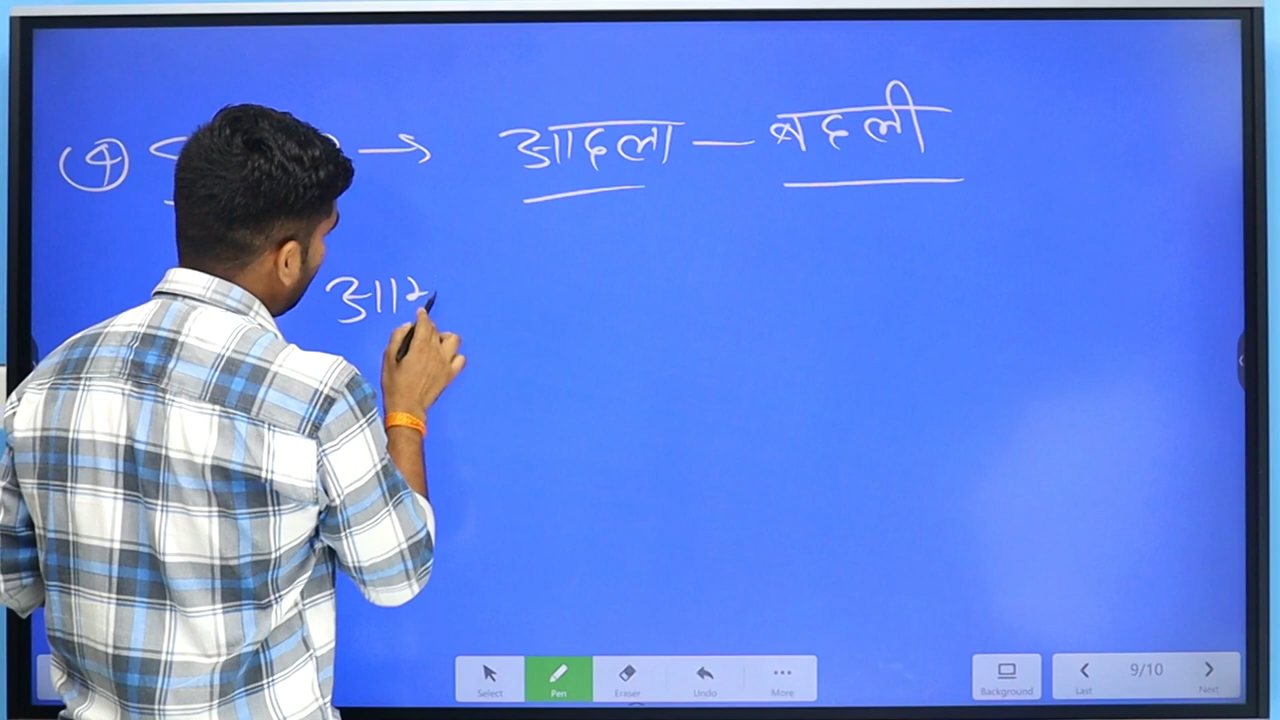 ④ → आदला — बदली
Select Pen Eraser Undo More Background Last 9/10 Next